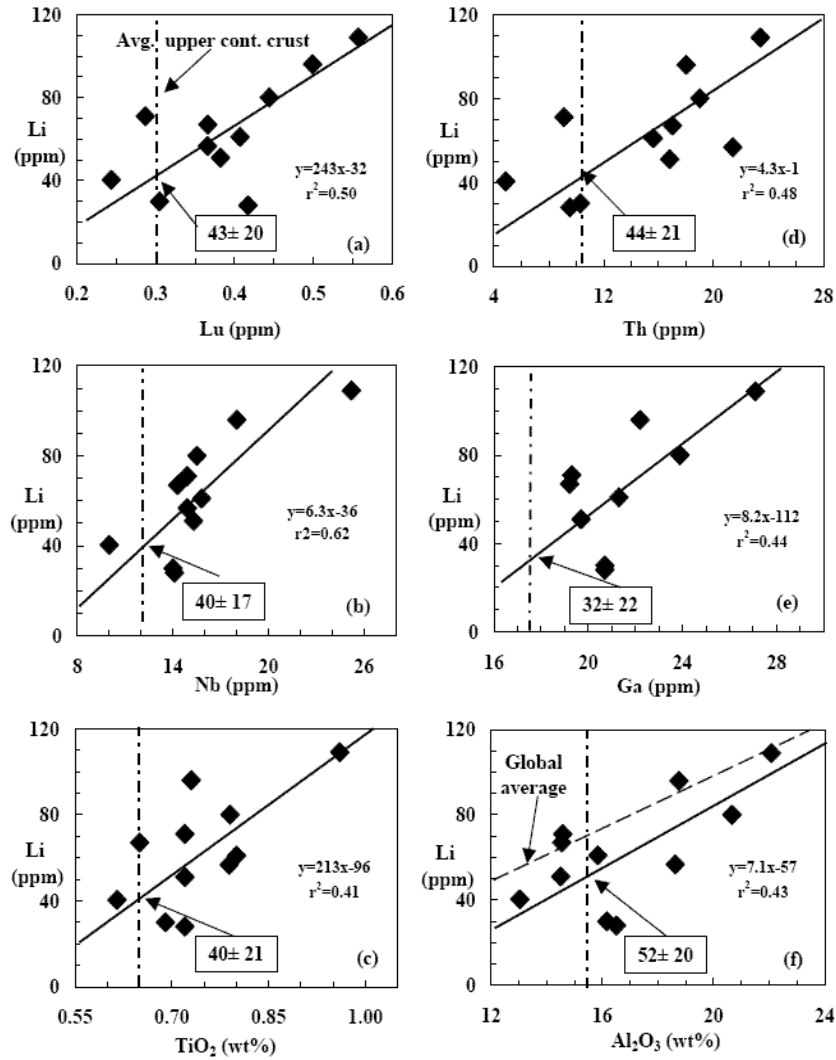 120
Avg. upper cont. crust
80
Li
(ppm)
40
y=243x-32
r²=0.50
43± 20
(a)
0
0.2 0.3 0.4 0.5 0.6
Lu (ppm)
120
80
Li
(ppm)
40
y=4.3x-1
r²= 0.48
44± 21
(d)
0
4 12 20 28
Th (ppm)
120
80
Li
(ppm)
40
y=6.3x-36
r2=0.62
40± 17
(b)
0
8 14 20 26
Nb (ppm)
120
80
Li
(ppm)
40
y=8.2x-112
r²=0.44
32± 22
(e)
0
16 20 24 28
Ga (ppm)
120
80
Li
(ppm)
40
y=213x-96
r²=0.41
40± 21
(c)
0
0.55 0.70 0.85 1.00
TiO₂ (wt%)
120
Global
average
80
Li
(ppm)
40
y=7.1x-57
r²=0.43
52± 20
(f)
0
12 16 20 24
Al₂O₃ (wt%)